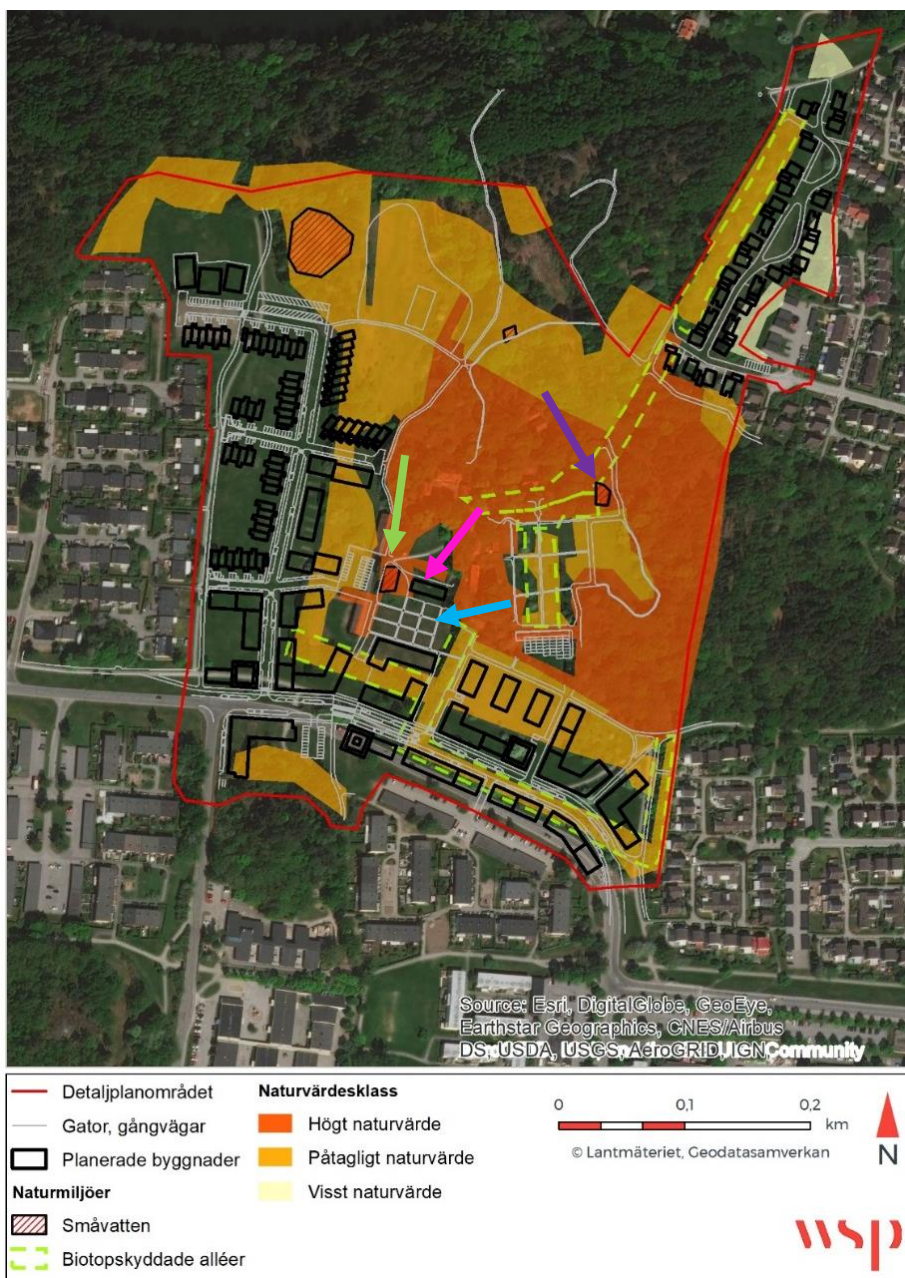 Source: Esri, DigitalGlobe, GeoEye,
Earthstar Geographics, CNES/Airbus
DS, USDA, USGS, AeroGRID, IGN, Community
Detaljplanområdet
Gator, gångvägar
Planerade byggnader
Naturmiljöer
Småvatten
Biotopskyddade alléer
Naturvärdesklass
Högt naturvärde
Påtagligt naturvärde
Visst naturvärde
0 0,1 0,2 km
© Lantmäteriet, Geodatasamverkan
N
wsp